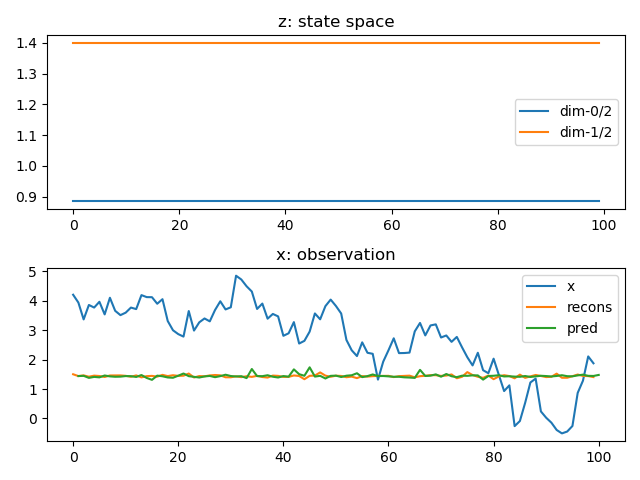 z: state space
1.4
1.3
1.2
1.1
1.0
0.9
dim-0/2
dim-1/2
0 20 40 60 80 100
x: observation
5
4
3
2
1
0
x
recons
pred
0 20 40 60 80 100